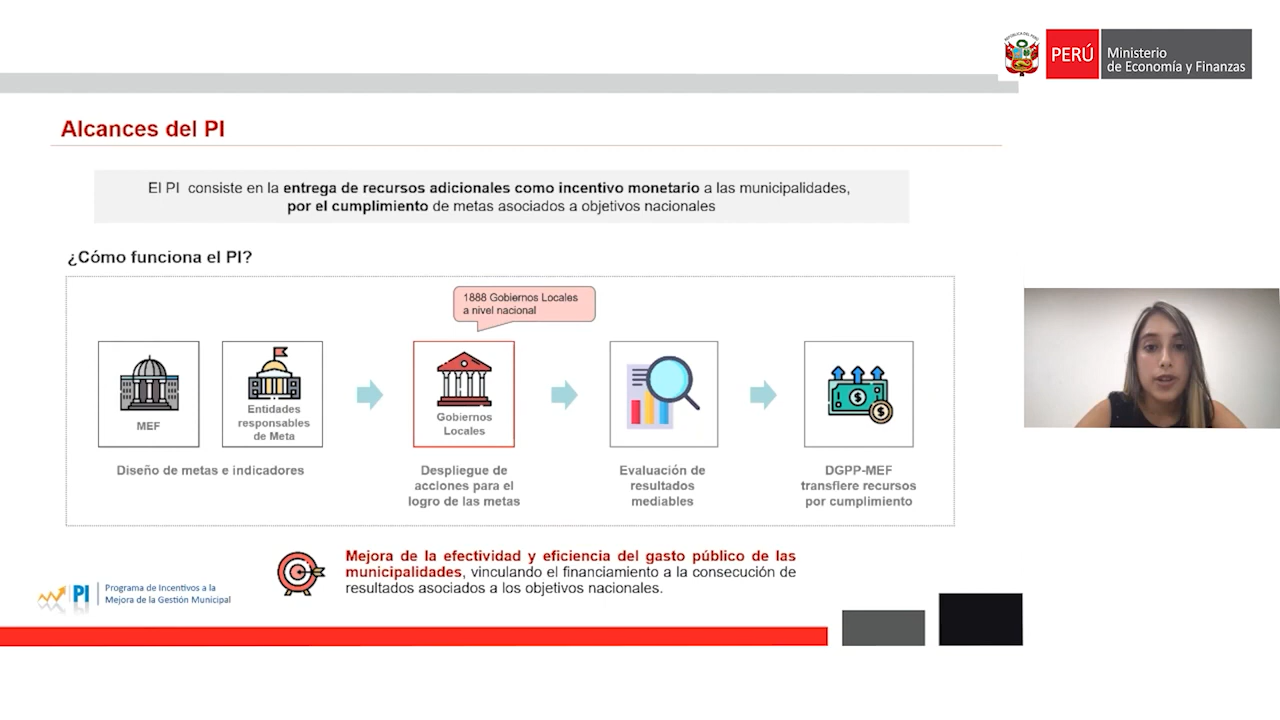 REPÚBLICA DEL PERÚ
PERÚ
Ministerio
de Economía y Finanzas
Alcances del PI
El PI consiste en la entrega de recursos adicionales como incentivo monetario a las municipalidades,
por el cumplimiento de metas asociados a objetivos nacionales
¿Cómo funciona el PI?
1888 Gobiernos Locales
a nivel nacional
MEF
Entidades
responsables
de Meta
Gobiernos
Locales
Diseño de metas e indicadores
Despliegue de
acciones para el
logro de las metas
Evaluación de
resultados
mediables
DGPP-MEF
transfiere recursos
por cumplimiento
Mejora de la efectividad y eficiencia del gasto público de las
municipalidades, vinculando el financiamiento a la consecución de
resultados asociados a los objetivos nacionales.
PI
Programa de Incentivos a la
Mejora de la Gestión Municipal